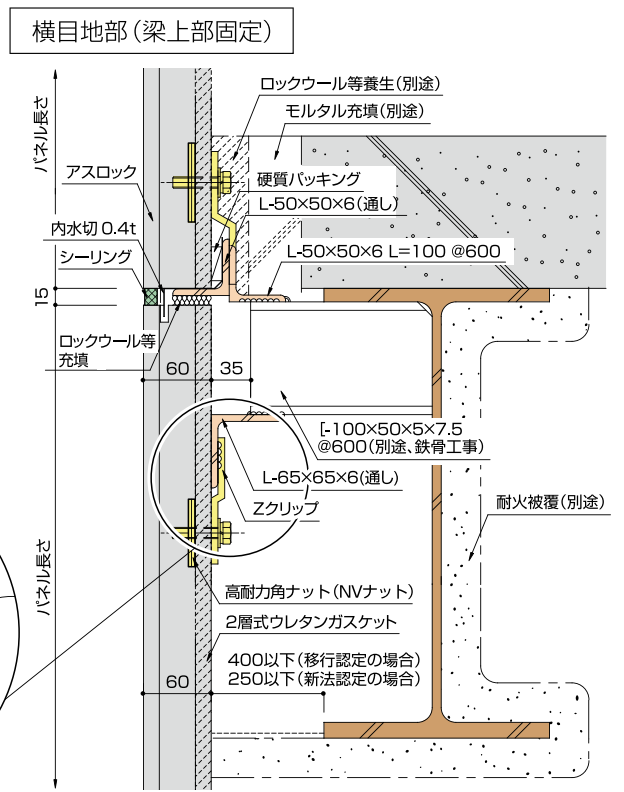 横目地部(梁上部固定)
ロックウール等養生(別途)
モルタル充填(別途)
パネル長さ
アスロック
硬質パッキング
L-50×50×6(通し)
内水切 0.4t
シーリング
L-50×50×6 L=100 @600
15
ロックウール等
充填
60
35
[-100×50×5×7.5
@600(別途、鉄骨工事)
L-65×65×6(通し)
Zクリップ
耐火被覆(別途)
パネル長さ
高耐力角ナット(NVナット)
2層式ウレタンガスケット
400以下(移行認定の場合)
250以下(新法認定の場合)
60